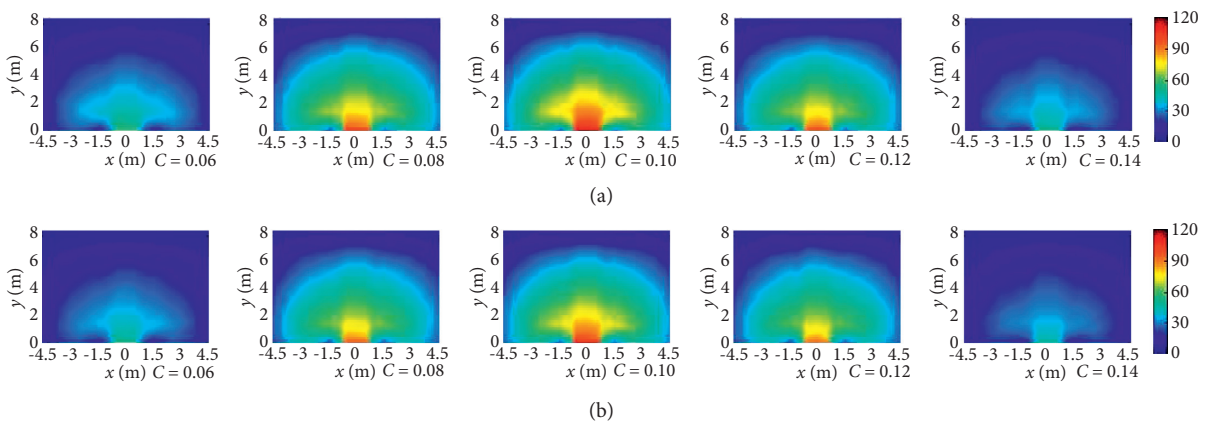 8 8 8 8 8 120
6 6 6 6 6 90
y (m) y (m) y (m) y (m) y (m)
4 4 4 4 4 60
2 2 2 2 2 30
0 0 0 0 0 0
-4.5 -3 -1.5 0 1.5 3 4.5 -4.5 -3 -1.5 0 1.5 3 4.5 -4.5 -3 -1.5 0 1.5 3 4.5 -4.5 -3 -1.5 0 1.5 3 4.5 -4.5 -3 -1.5 0 1.5 3 4.5
x (m) C = 0.06 x (m) C = 0.08 x (m) C = 0.10 x (m) C = 0.12 x (m) C = 0.14
(a)
8 8 8 8 8 120
6 6 6 6 6 90
y (m) y (m) y (m) y (m) y (m)
4 4 4 4 4 60
2 2 2 2 2 30
0 0 0 0 0 0
-4.5 -3 -1.5 0 1.5 3 4.5 -4.5 -3 -1.5 0 1.5 3 4.5 -4.5 -3 -1.5 0 1.5 3 4.5 -4.5 -3 -1.5 0 1.5 3 4.5 -4.5 -3 -1.5 0 1.5 3 4.5
x (m) C = 0.06 x (m) C = 0.08 x (m) C = 0.10 x (m) C = 0.12 x (m) C = 0.14
(b)